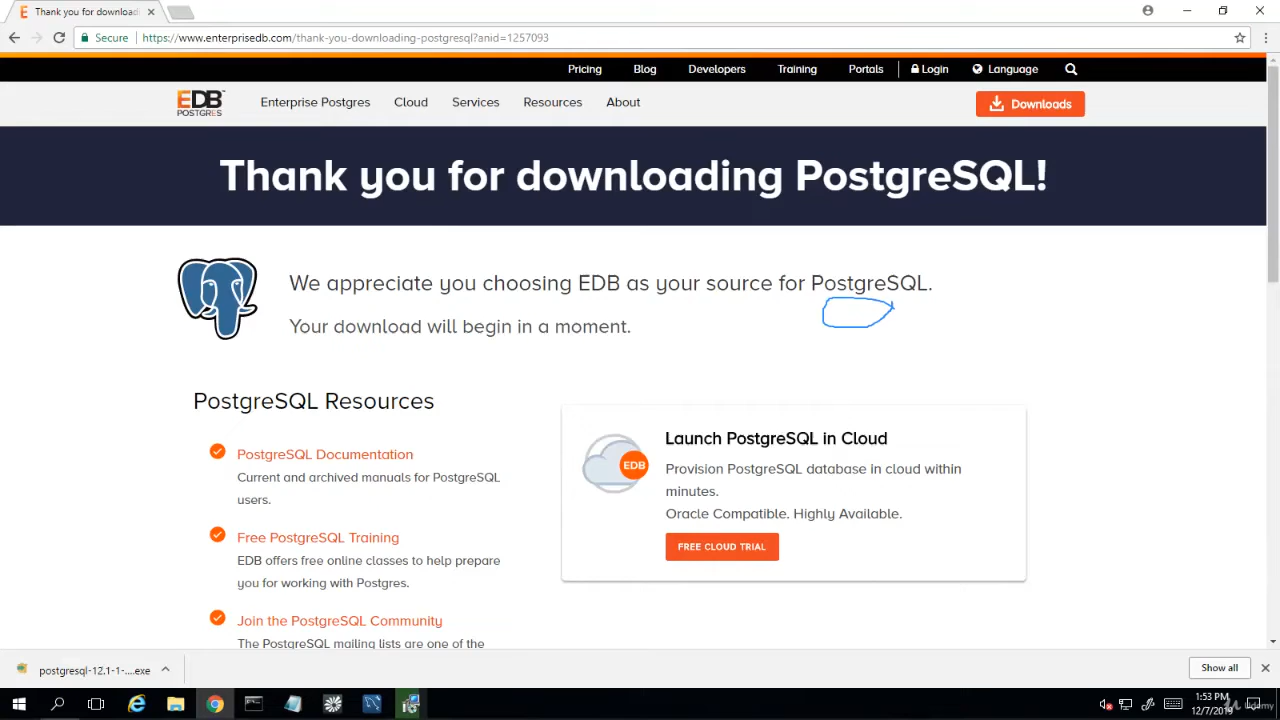 Thank you for downloadi
Secure
https://www.enterprisedb.com/thank-you-downloading-postgresql?anid=1257093
Pricing Blog Developers Training Portals Login Language
EDB
POSTGRES
Enterprise Postgres Cloud Services Resources About
Downloads
Thank you for downloading PostgreSQL!
We appreciate you choosing EDB as your source for PostgreSQL.
Your download will begin in a moment.
PostgreSQL Resources
PostgreSQL Documentation
Current and archived manuals for PostgreSQL
users.
Free PostgreSQL Training
EDB offers free online classes to help prepare
you for working with Postgres.
Join the PostgreSQL Community
The PostgreSQL mailing lists are one of the
EDB
Launch PostgreSQL in Cloud
Provision PostgreSQL database in cloud within
minutes.
Oracle Compatible. Highly Available.
FREE CLOUD TRIAL
postgresql-12.1-1-....exe
Show all
1:53 PM
Udemy